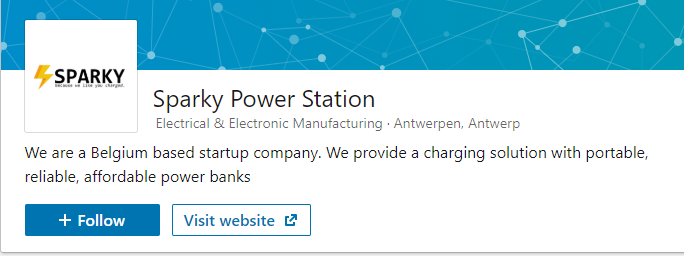 SPARKY
Because we like you charged.
Sparky Power Station
Electrical & Electronic Manufacturing · Antwerpen, Antwerp
We are a Belgium based startup company. We provide a charging solution with portable,
reliable, affordable power banks
+ Follow
Visit website